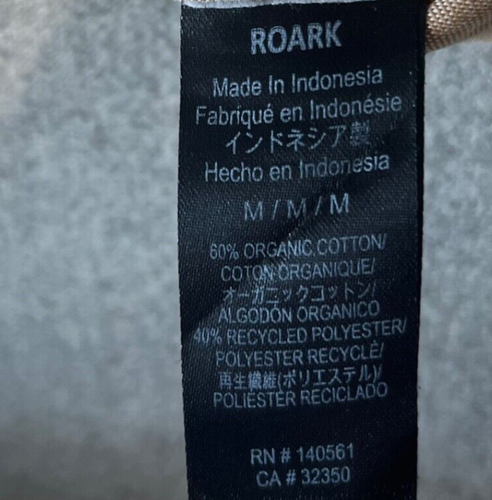 ROARK
Made In Indonesia
Fabriqué en Indonésie
インドネシア製
Hecho en Indonesia
M / M / M
60% ORGANIC COTTON/
COTON ORGANIQUE/
オーガニックコットン/
ALGODÓN ORGANICO
40% RECYCLED POLYESTER/
POLYESTER RECYCLÉ/
再生繊維(ポリエステル)/
POLIÉSTER RECICLADO
RN # 140561
CA # 32350